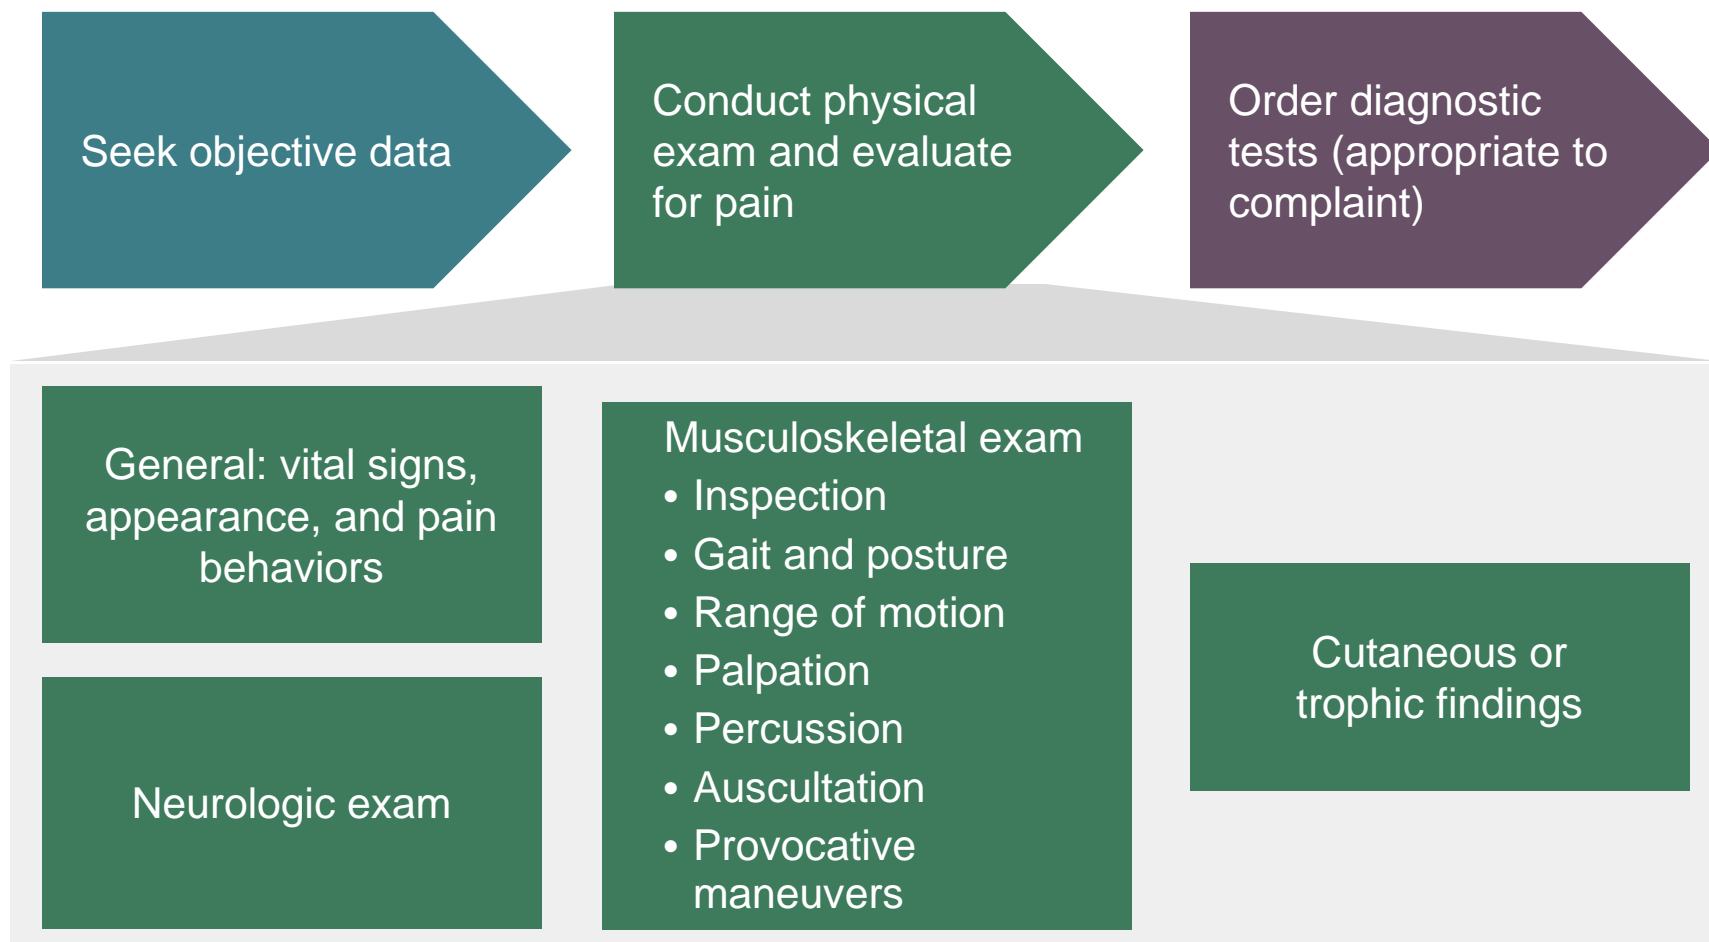 Seek objective data
Conduct physical
exam and evaluate
for pain
Order diagnostic
tests (appropriate to
complaint)
General: vital signs,
appearance, and pain
behaviors
Neurologic exam
Musculoskeletal exam
• Inspection
• Gait and posture
• Range of motion
• Palpation
• Percussion
• Auscultation
• Provocative
maneuvers
Cutaneous or
trophic findings